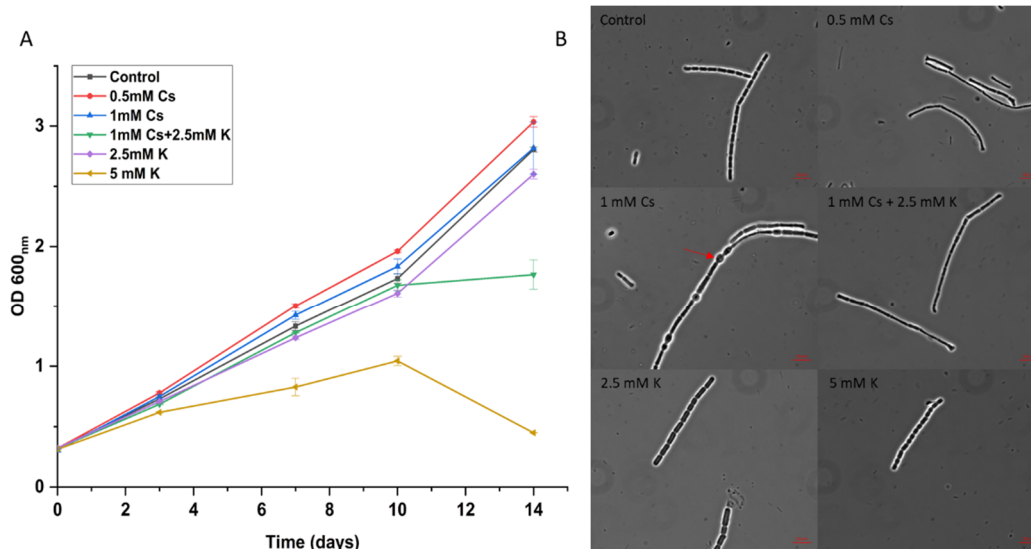 A
Control
0.5mM Cs
1mM Cs
1mM Cs+2.5mM K
2.5mM K
5 mM K
3
2
1
0
OD 600nm
0 2 4 6 8 10 12 14
Time (days)
B
Control
0.5 mM Cs
1 mM Cs
1 mM Cs + 2.5 mM K
2.5 mM K
5 mM K